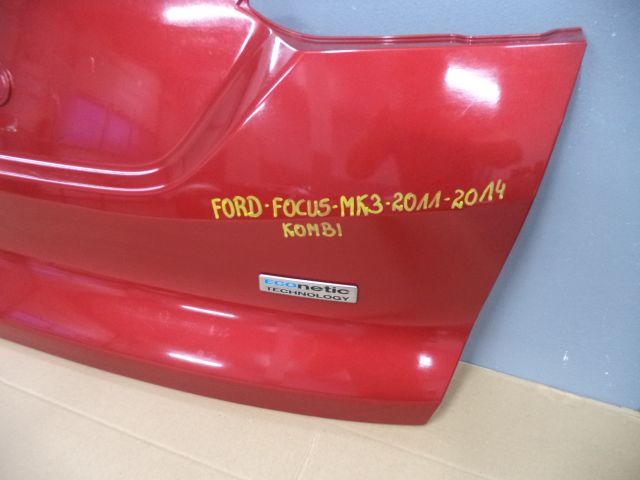 FORD-FOCUS-MK3-2011-2014
KOMBI
ECOnetic
TECHNOLOGY